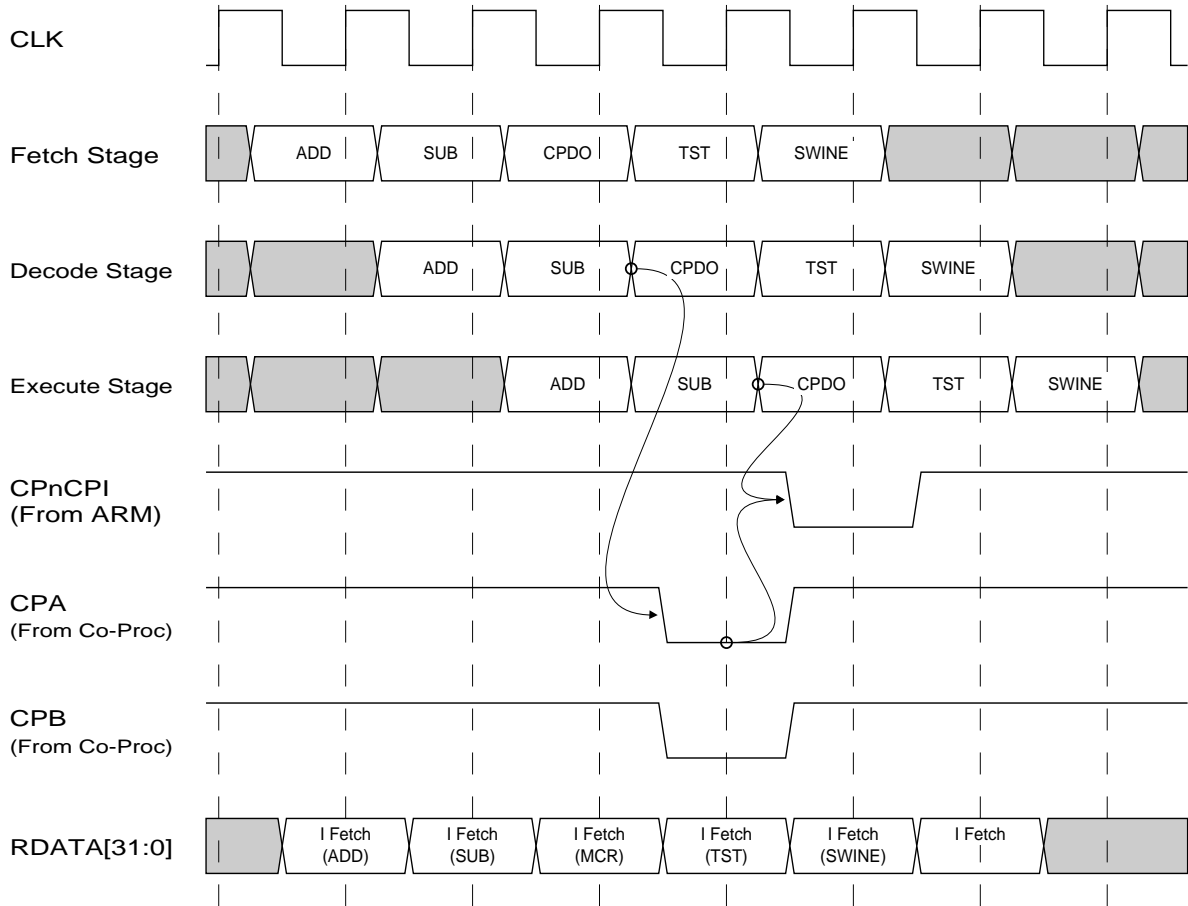 CLK
Fetch Stage
ADD
SUB
CPDO
TST
SWINE
Decode Stage
ADD
SUB
CPDO
TST
SWINE
Execute Stage
ADD
SUB
CPDO
TST
SWINE
CPnCPI
(From ARM)
CPA
(From Co-Proc)
CPB
(From Co-Proc)
RDATA[31:0]
I Fetch
(ADD)
I Fetch
(SUB)
I Fetch
(MCR)
I Fetch
(TST)
I Fetch
(SWINE)
I Fetch